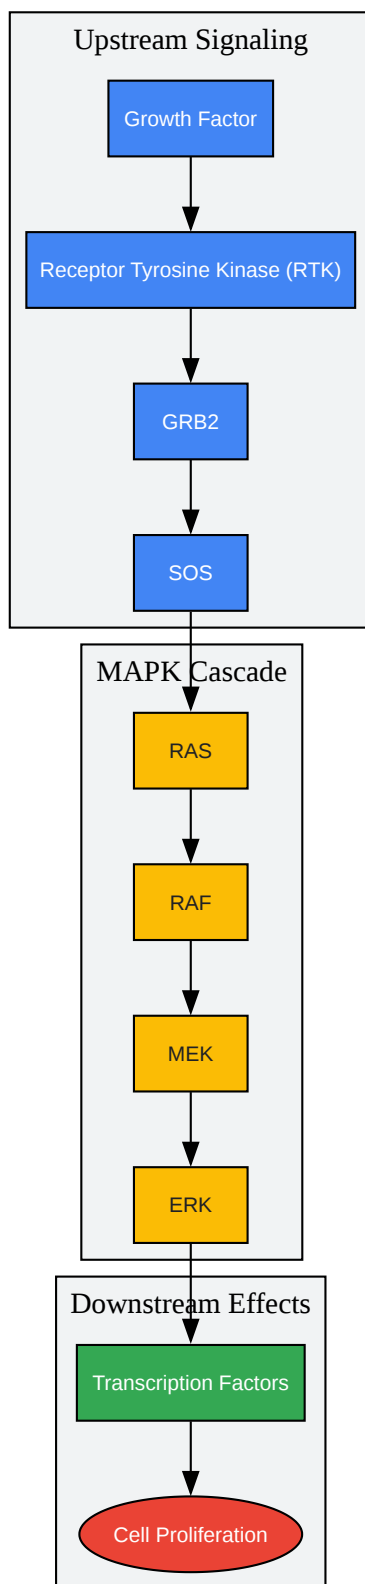 Upstream Signaling
Growth Factor
Receptor Tyrosine Kinase (RTK)
GRB2
SOS
MAPK Cascade
RAS
RAF
MEK
ERK
Downstream Effects
Transcription Factors
Cell Proliferation